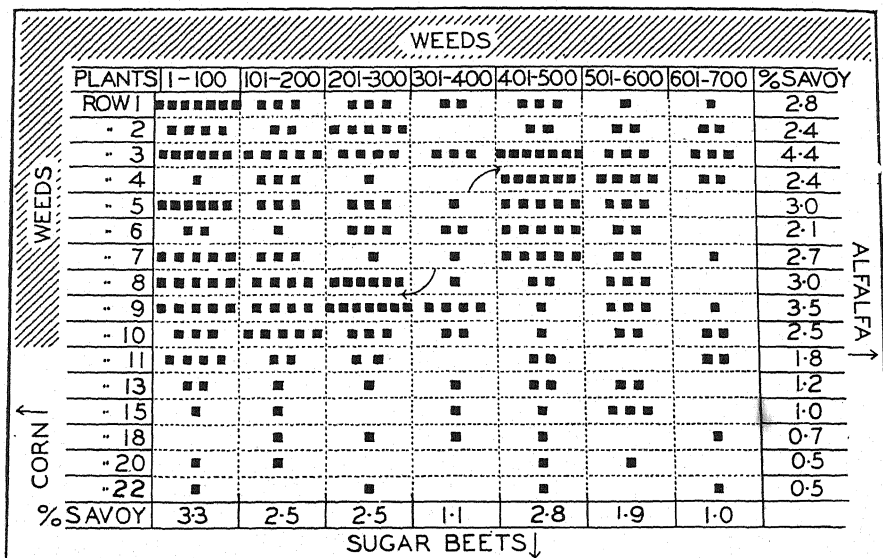 WEEDS
PLANTS 1-100 101-200 201-300 301-400 401-500 501-600 601-700 % SAVOY
ROW 1 2.8
" 2 2.4
" 3 4.4
" 4 2.4
" 5 3.0
" 6 2.1
" 7 2.7
" 8 3.0
" 9 3.5
" 10 2.5
" 11 1.8
" 13 1.2
" 15 1.0
" 18 0.7
" 20 0.5
" 22 0.5
% SAVOY 3.3 2.5 2.5 1.1 2.8 1.9 1.0
WEEDS
CORN
ALFALFA
SUGAR BEETS